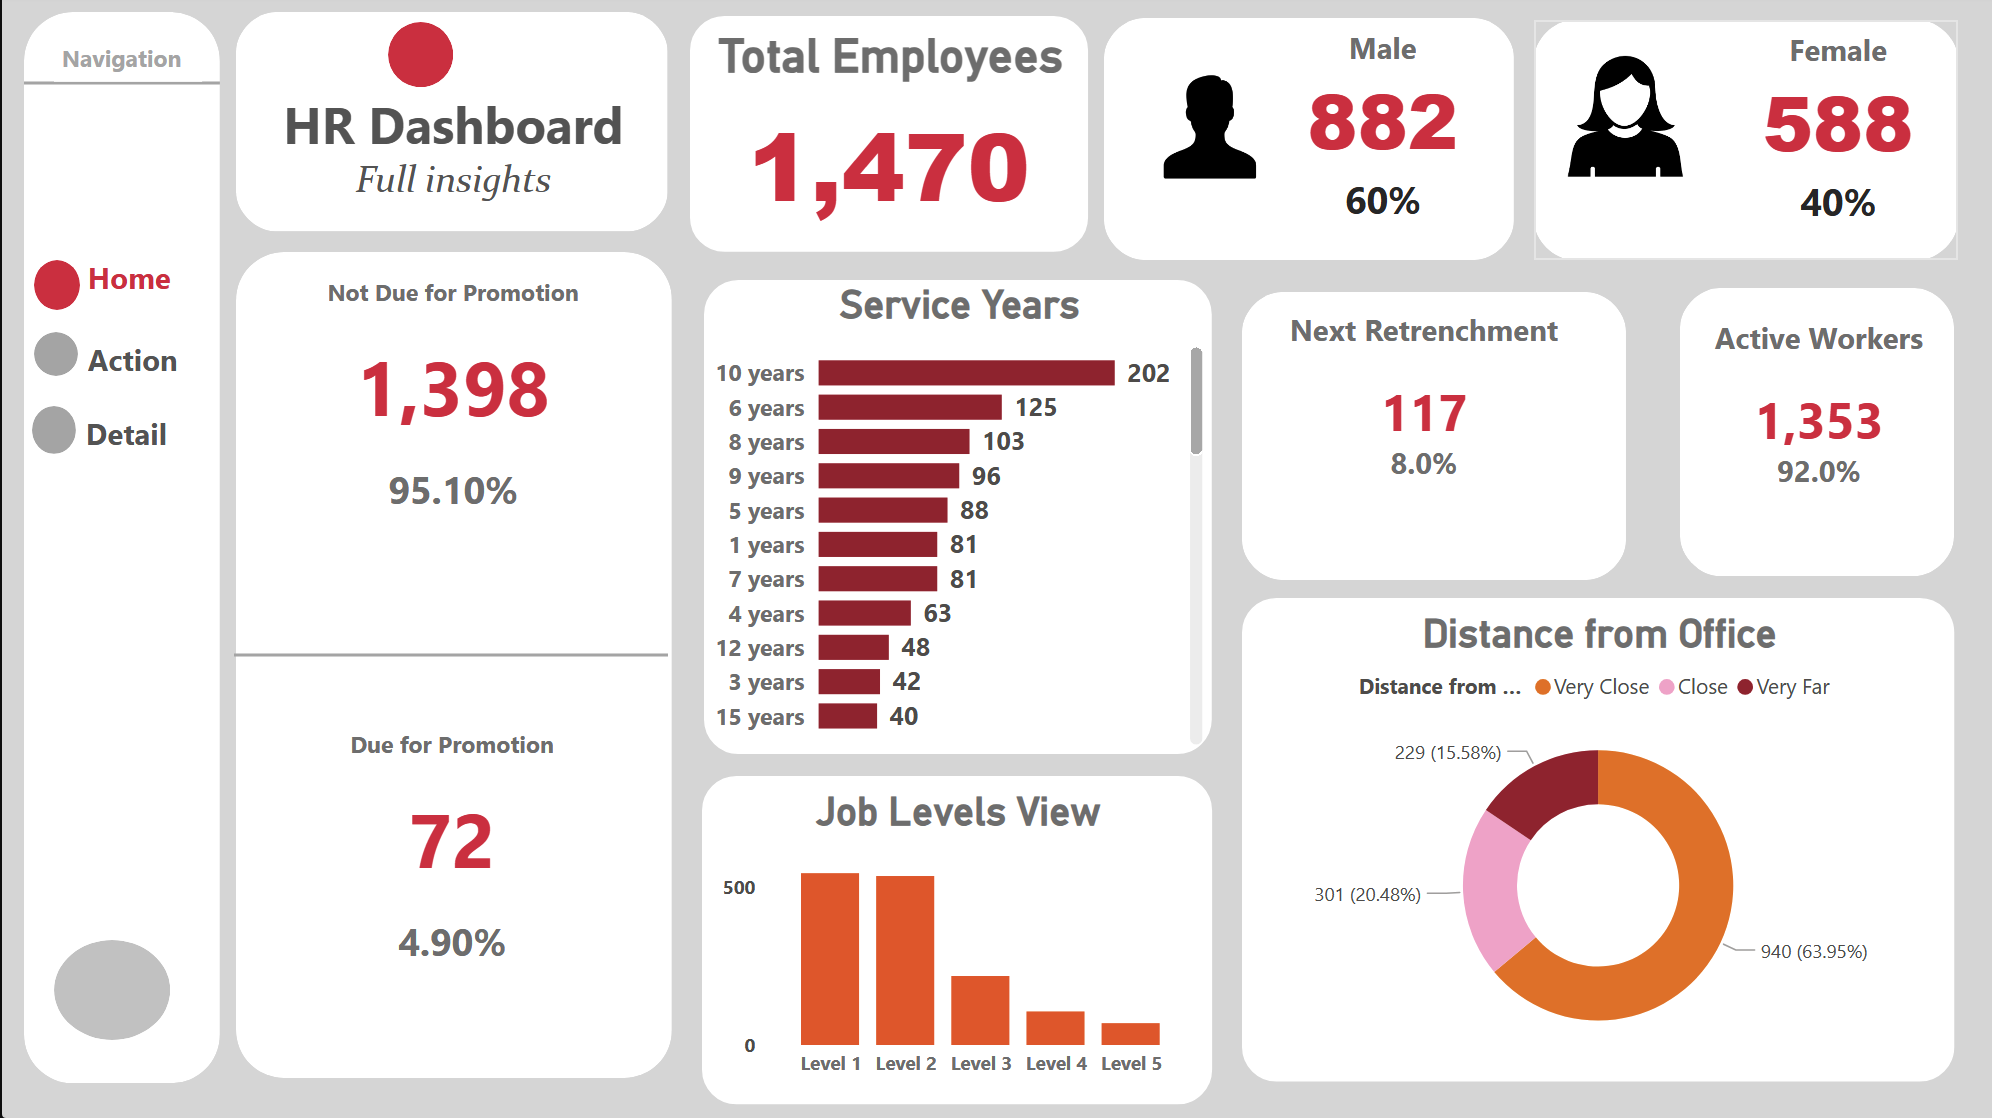 Navigation
Home
Action
Detail
HR Dashboard
Full insights
Total Employees
1,470
Male
882
60%
Female
588
40%
Not Due for Promotion
1,398
95.10%
Due for Promotion
72
4.90%
Service Years
10 years 202
6 years 125
8 years 103
9 years 96
5 years 88
1 years 81
7 years 81
4 years 63
12 years 48
3 years 42
15 years 40
Next Retrenchment
117
8.0%
Active Workers
1,353
92.0%
Job Levels View
500
0
Level 1 Level 2 Level 3 Level 4 Level 5
Distance from Office
Distance from ... Very Close Close Very Far
229 (15.58%)
301 (20.48%)
940 (63.95%)